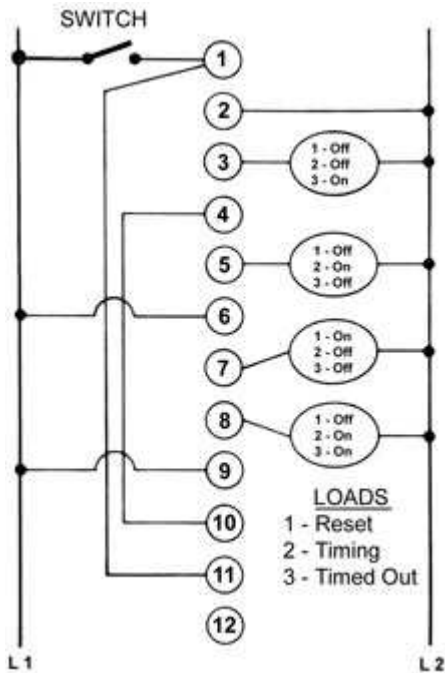 SWITCH
1
2
3
1 - Off
2 - Off
3 - On
4
5
1 - Off
2 - On
3 - Off
6
7
1 - On
2 - Off
3 - Off
8
1 - Off
2 - On
3 - On
9
LOADS
10
1 - Reset
2 - Timing
11
3 - Timed Out
12
L 1
L 2